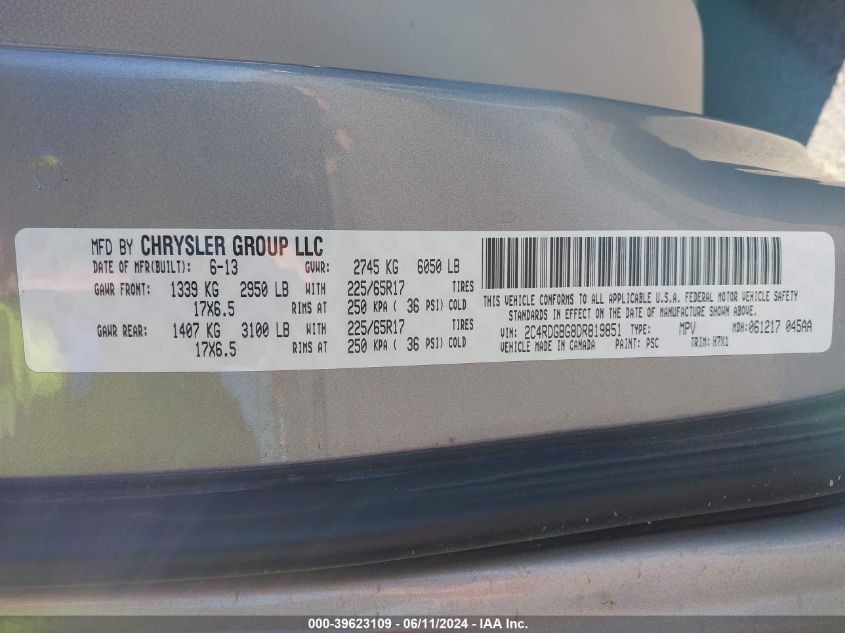 MFD BY CHRYSLER GROUP LLC
DATE OF MFR(BUILT): 6-13 GVWR: 2745 KG 6050 LB
GAWR FRONT: 1339 KG 2950 LB WITH 225/65R17 TIRES
17X6.5 RIMS AT 250 KPA ( 36 PSI) COLD
GAWR REAR: 1407 KG 3100 LB WITH 225/65R17 TIRES
17X6.5 RIMS AT 250 KPA ( 36 PSI) COLD
THIS VEHICLE CONFORMS TO ALL APPLICABLE U.S.A. FEDERAL MOTOR VEHICLE SAFETY
STANDARDS IN EFFECT ON THE DATE OF MANUFACTURE SHOWN ABOVE.
VIN: 2C4RDGBG8DR819851 TYPE: MPV MDH: 061217 045AA
VEHICLE MADE IN CANADA PAINT: PSC TRIM: H7X1
000-39623109 - 06/11/2024 - IAA Inc.